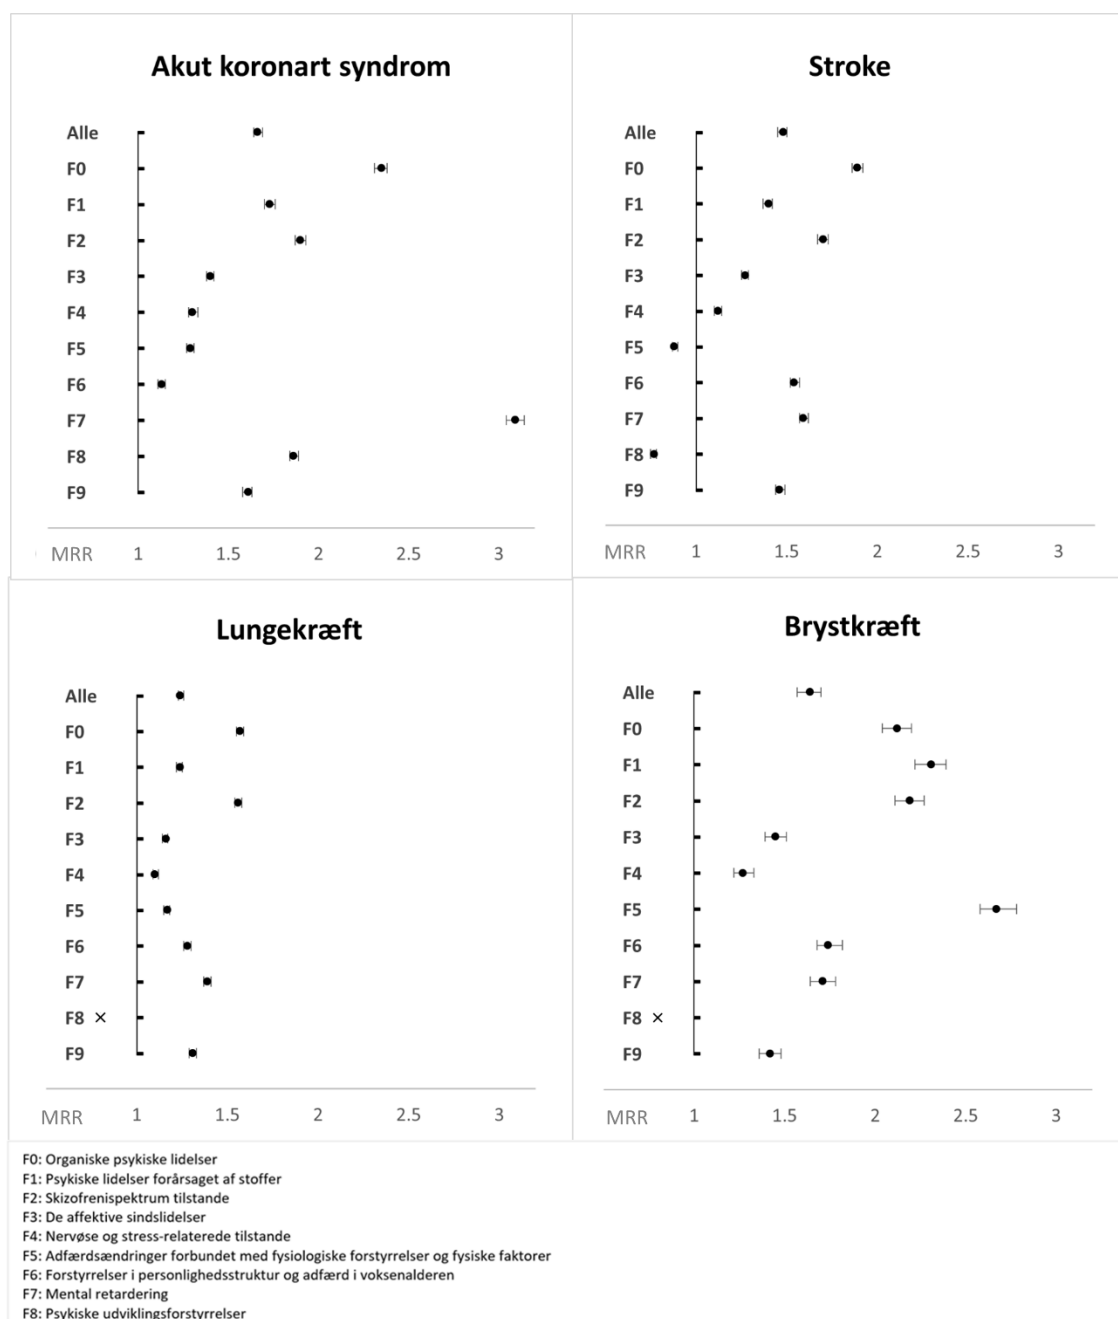 Akut koronart syndrom
Alle
F0
F1
F2
F3
F4
F5
F6
F7
F8
F9
MRR 1 1.5 2 2.5 3
Stroke
Alle
F0
F1
F2
F3
F4
F5
F6
F7
F8
F9
MRR 1 1.5 2 2.5 3
Lungekræft
Alle
F0
F1
F2
F3
F4
F5
F6
F7
F8 ×
F9
MRR 1 1.5 2 2.5 3
Brystkræft
Alle
F0
F1
F2
F3
F4
F5
F6
F7
F8 ×
F9
MRR 1 1.5 2 2.5 3
F0: Organiske psykiske lidelser
F1: Psykiske lidelser forårsaget af stoffer
F2: Skizofrenispektrum tilstande
F3: De affektive sindslidelser
F4: Nervøse og stress-relaterede tilstande
F5: Adfærdsændringer forbundet med fysiologiske forstyrrelser og fysiske faktorer
F6: Forstyrrelser i personlighedsstruktur og adfærd i voksenalderen
F7: Mental retardering
F8: Psykiske udviklingsforstyrrelser